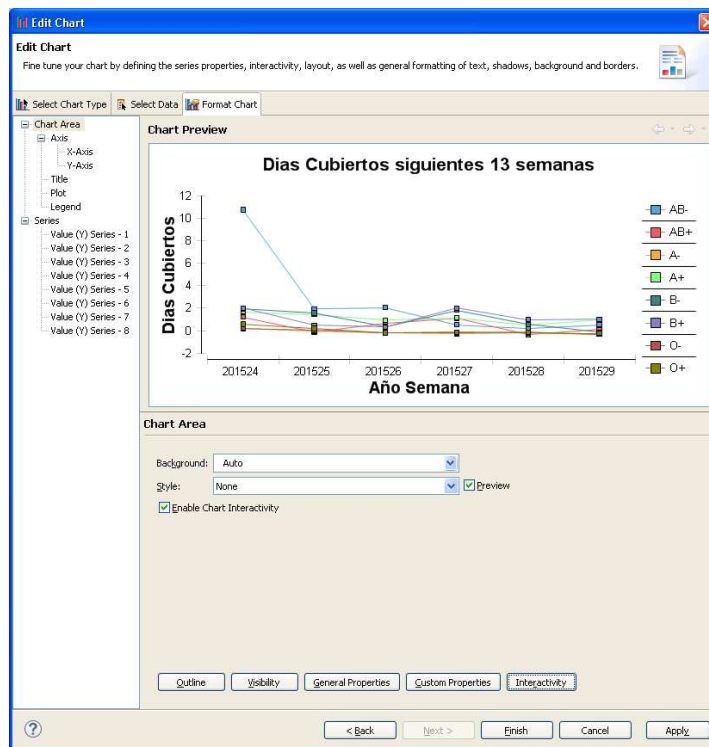 Edit Chart
Edit Chart
Fine tune your chart by defining the series properties, interactivity, layout, as well as general formatting of text, shadows, background and borders.
Select Chart Type Select Data Format Chart
Chart Area
Axis
X-Axis
Y-Axis
Title
Plot
Legend
Series
Value (Y) Series - 1
Value (Y) Series - 2
Value (Y) Series - 3
Value (Y) Series - 4
Value (Y) Series - 5
Value (Y) Series - 6
Value (Y) Series - 7
Value (Y) Series - 8
Chart Preview
Dias Cubiertos siguientes 13 semanas
Dias Cubiertos
12
10
8
6
4
2
0
-2
201524 201525 201526 201527 201528 201529
Año Semana
AB-
AB+
A-
A+
B-
B+
O-
O+
Chart Area
Background: Auto
Style: None Preview
Enable Chart Interactivity
Outline Visibility General Properties Custom Properties Interactivity
? < Back Next > Finish Cancel Apply